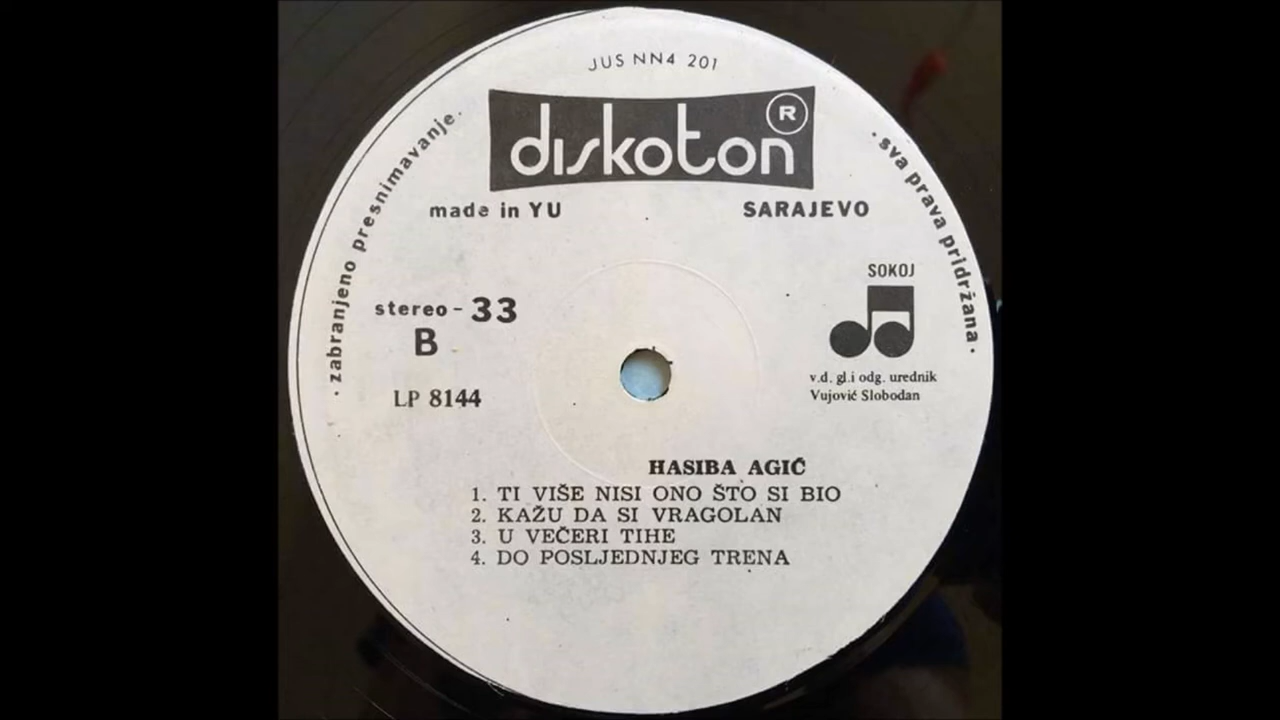 JUS NN4 201
diskoton ®
made in YU
SARAJEVO
· zabranjeno presnimavanje ·
· sva prava pridržana ·
stereo - 33
B
LP 8144
SOKOJ
v.d. gl.i odg. urednik
Vujović Slobodan
HASIBA AGIĆ
1. TI VIŠE NISI ONO ŠTO SI BIO
2. KAŽU DA SI VRAGOLAN
3. U VEČERI TIHE
4. DO POSLJEDNJEG TRENA